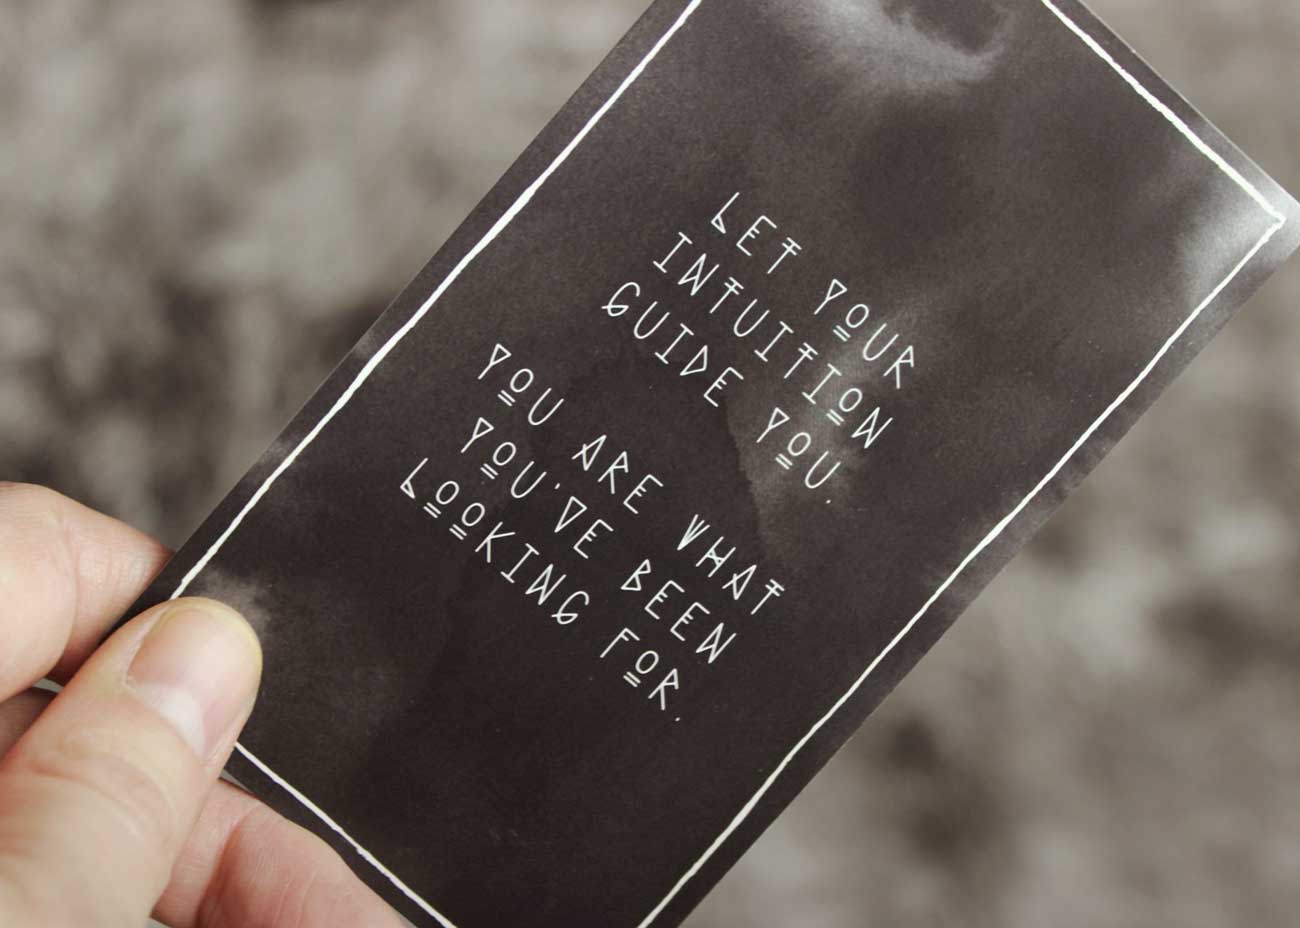 LET YOUR
INTUITION
GUIDE YOU.
YOU ARE WHAT
YOU'VE BEEN
LOOKING FOR.